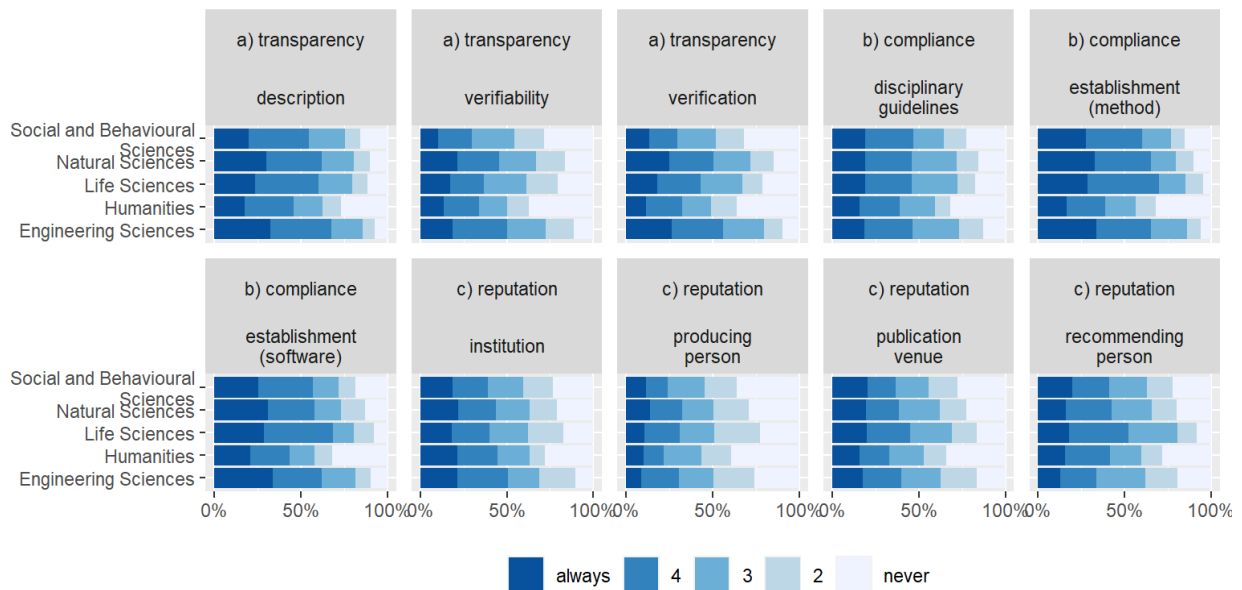 a) transparency
description
a) transparency
verifiability
a) transparency
verification
b) compliance
disciplinary
guidelines
b) compliance
establishment
(method)
Social and Behavioural
Sciences
Natural Sciences
Life Sciences
Humanities
Engineering Sciences
b) compliance
establishment
(software)
c) reputation
institution
c) reputation
producing
person
c) reputation
publication
venue
c) reputation
recommending
person
Social and Behavioural
Sciences
Natural Sciences
Life Sciences
Humanities
Engineering Sciences
0% 50% 100% 0% 50% 100% 0% 50% 100% 0% 50% 100% 0% 50% 100%
always 4 3 2 never